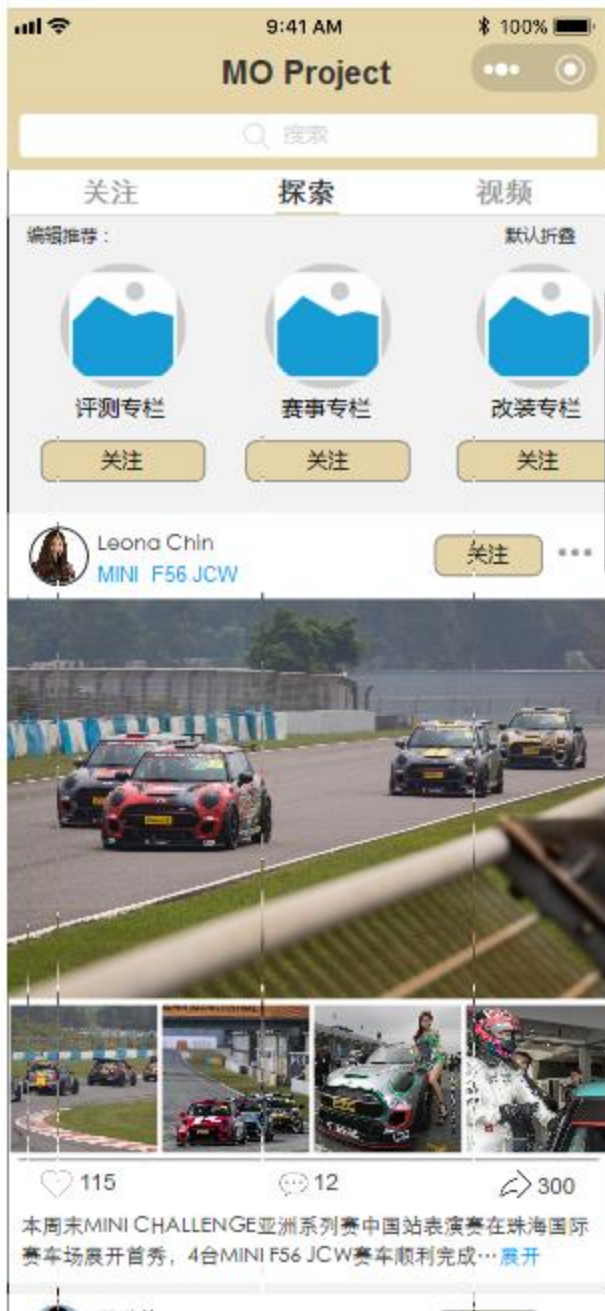 9:41 AM
100%
MO Project
搜索
关注
探索
视频
编辑推荐：
默认折叠
评测专栏
赛事专栏
改装专栏
关注
关注
关注
Leona Chin
MINI F56 JCW
关注
115
12
300
本周末MINI CHALLENGE亚洲系列赛中国站表演赛在珠海国际
赛车场展开首秀，4台MINI F56 JCW赛车顺利完成…展开